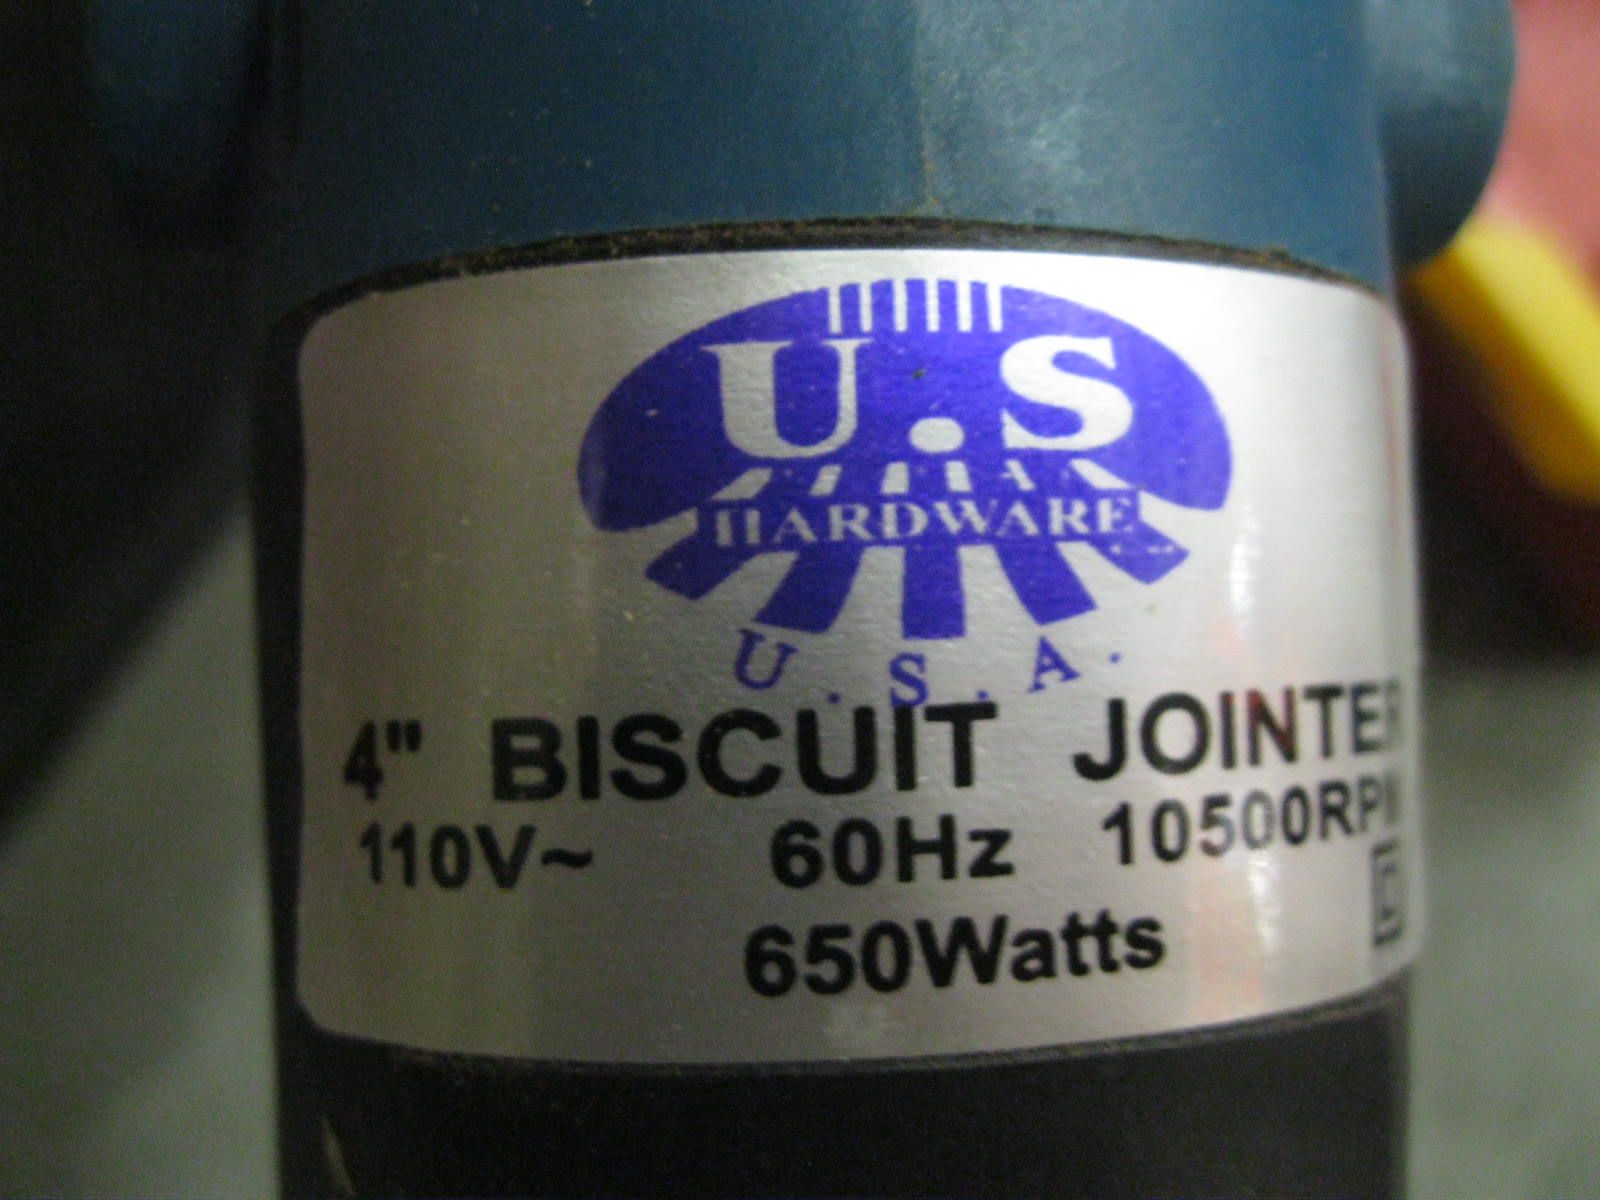 U.S
HARDWARE
U.S.A.
4" BISCUIT JOINTER
110V~ 60Hz 10500RPM
650Watts